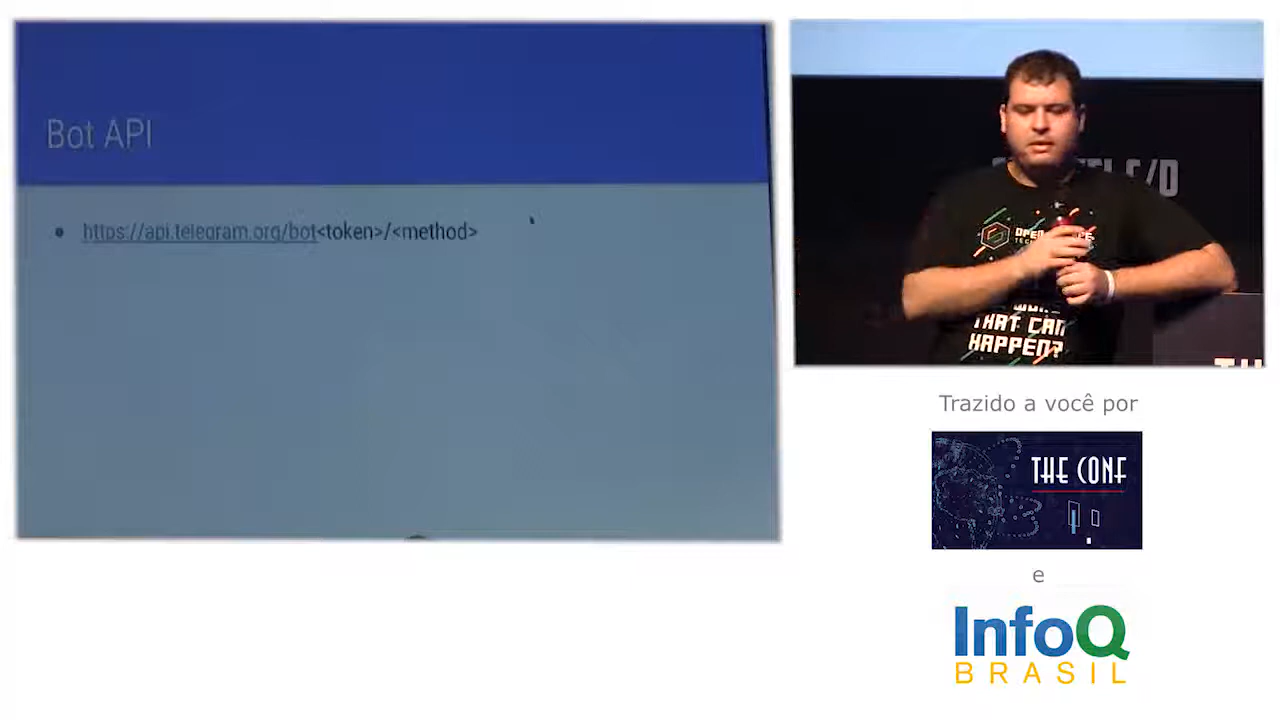 Bot API
https://api.telegram.org/bot<token>/<method>
OPEN
THAT CAN
HAPPEN?
Trazido a você por
THE CONF
e
InfoQ
BRASIL